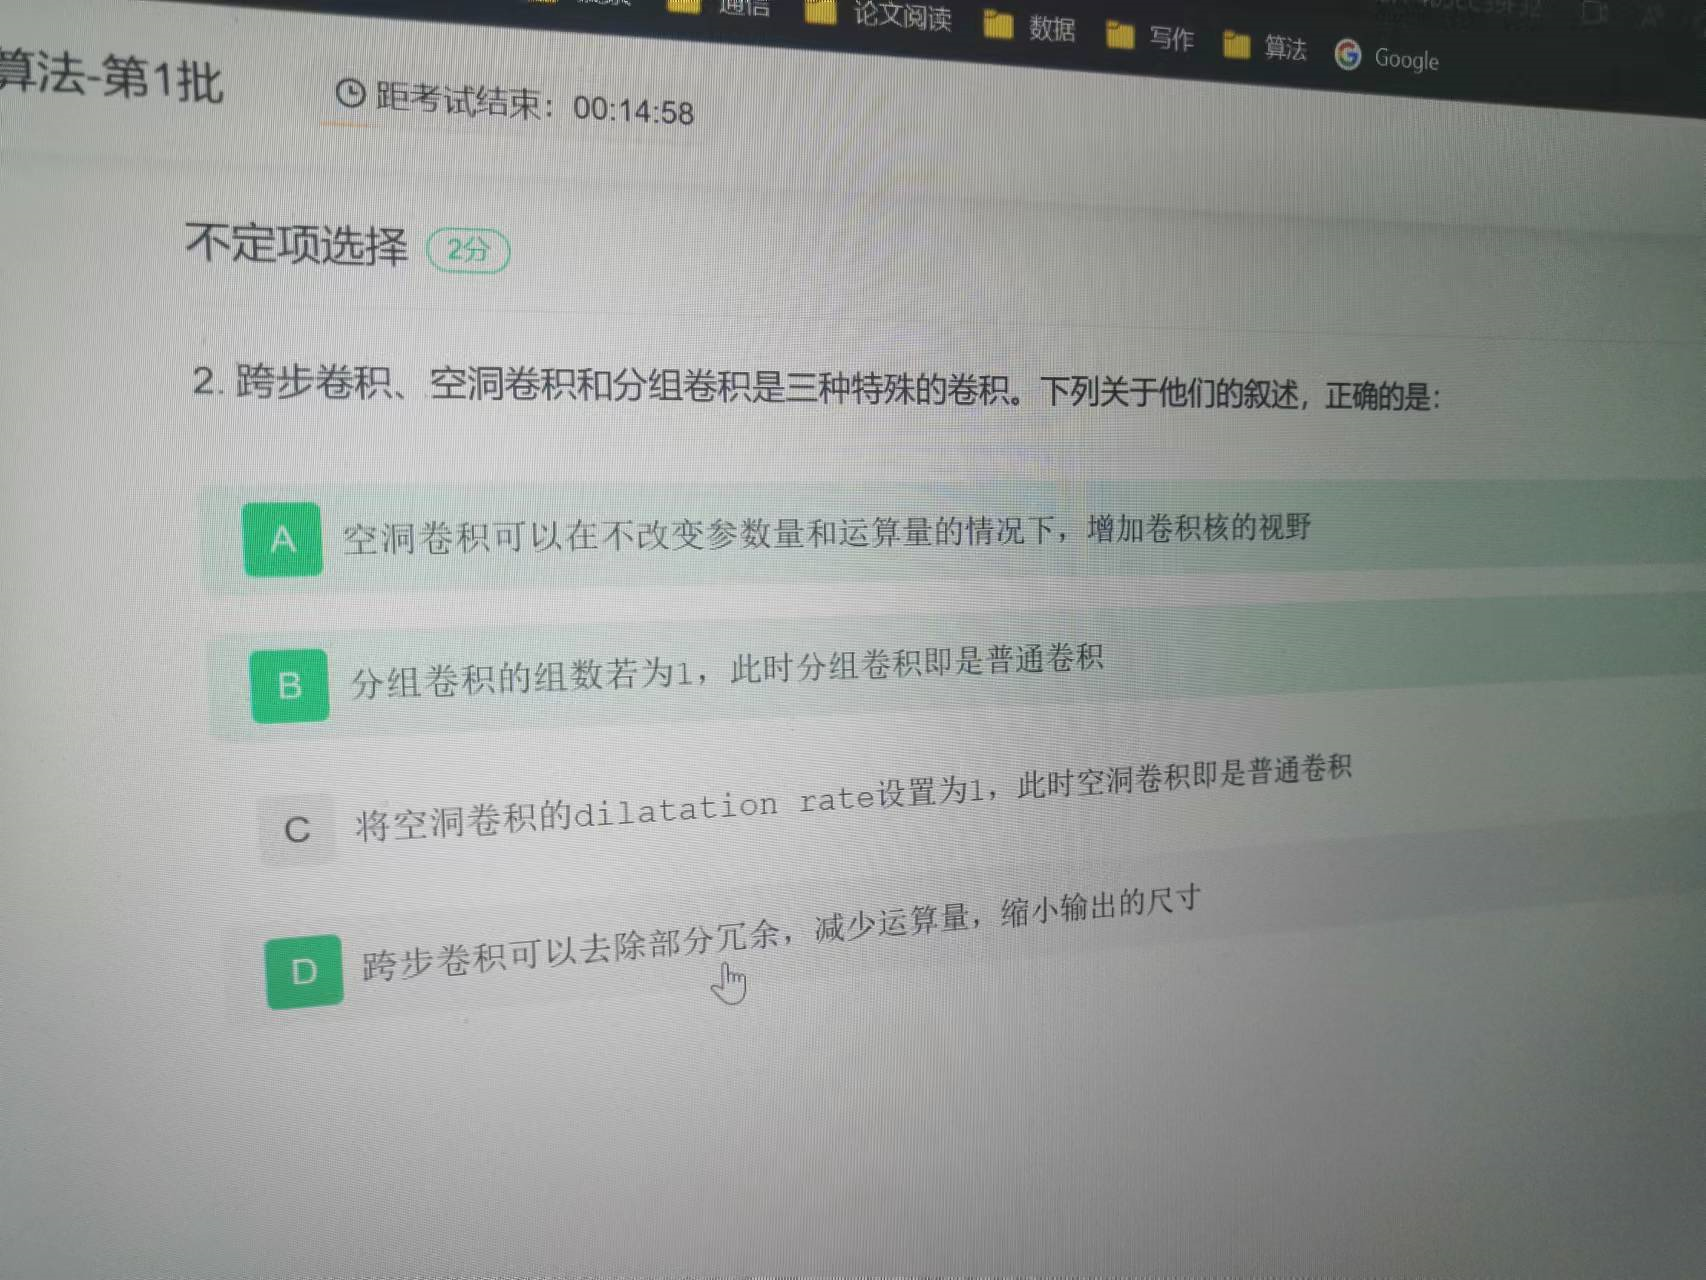 通信 论文阅读 数据 写作 算法 Google
算法-第1批 距考试结束：00:14:58
不定项选择 2分
2. 跨步卷积、空洞卷积和分组卷积是三种特殊的卷积。下列关于他们的叙述，正确的是：
A 空洞卷积可以在不改变参数量和运算量的情况下，增加卷积核的视野
B 分组卷积的组数若为1，此时分组卷积即是普通卷积
C 将空洞卷积的dilatation rate设置为1，此时空洞卷积即是普通卷积
D 跨步卷积可以去除部分冗余，减少运算量，缩小输出的尺寸